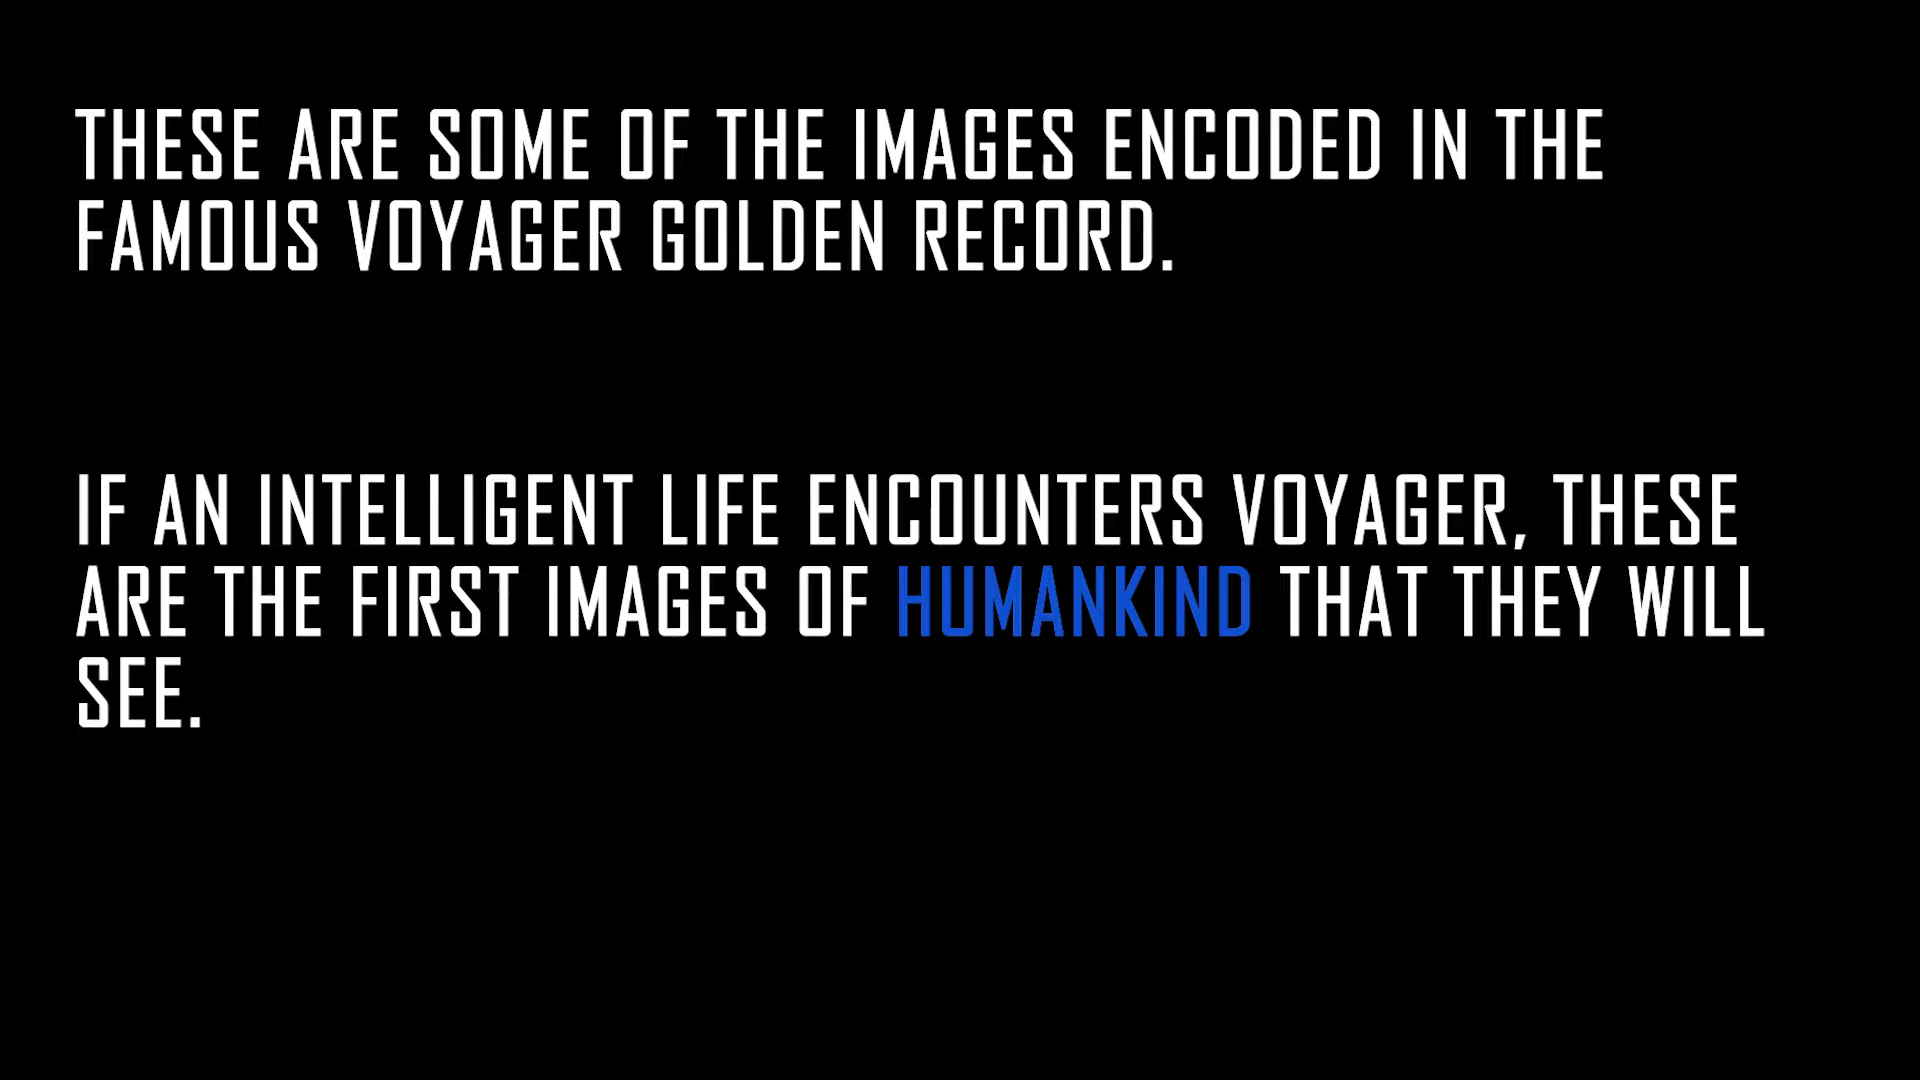 THESE ARE SOME OF THE IMAGES ENCODED IN THE
FAMOUS VOYAGER GOLDEN RECORD.
IF AN INTELLIGENT LIFE ENCOUNTERS VOYAGER, THESE
ARE THE FIRST IMAGES OF HUMANKIND THAT THEY WILL
SEE.